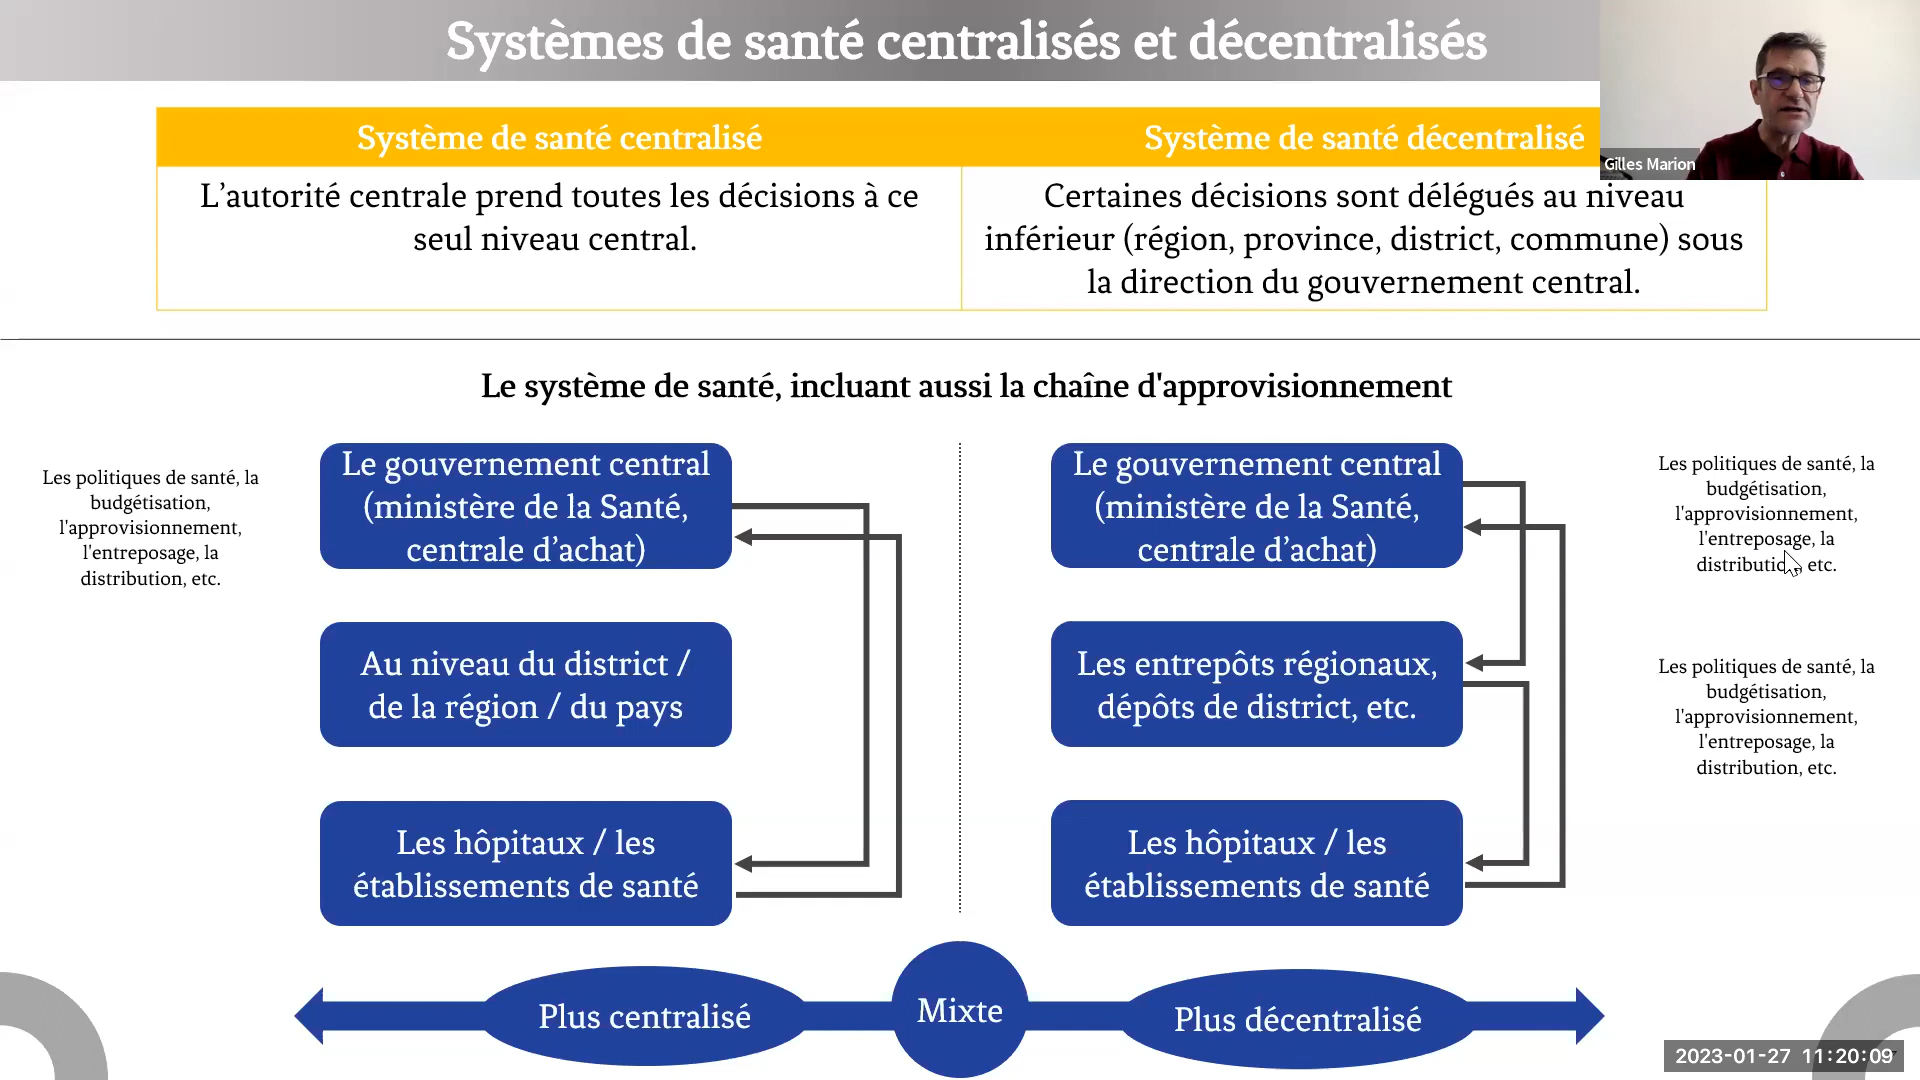 Systèmes de santé centralisés et décentralisés
Gilles Marion
Système de santé centralisé
Système de santé décentralisé
L’autorité centrale prend toutes les décisions à ce
seul niveau central.
Certaines décisions sont délégués au niveau
inférieur (région, province, district, commune) sous
la direction du gouvernement central.
Le système de santé, incluant aussi la chaîne d'approvisionnement
Les politiques de santé, la
budgétisation,
l'approvisionnement,
l'entreposage, la
distribution, etc.
Le gouvernement central
(ministère de la Santé,
centrale d’achat)
Au niveau du district /
de la région / du pays
Les hôpitaux / les
établissements de santé
Le gouvernement central
(ministère de la Santé,
centrale d’achat)
Les entrepôts régionaux,
dépôts de district, etc.
Les hôpitaux / les
établissements de santé
Les politiques de santé, la
budgétisation,
l'approvisionnement,
l'entreposage, la
distribution, etc.
Les politiques de santé, la
budgétisation,
l'approvisionnement,
l'entreposage, la
distribution, etc.
Plus centralisé
Mixte
Plus décentralisé
2023-01-27 11:20:09